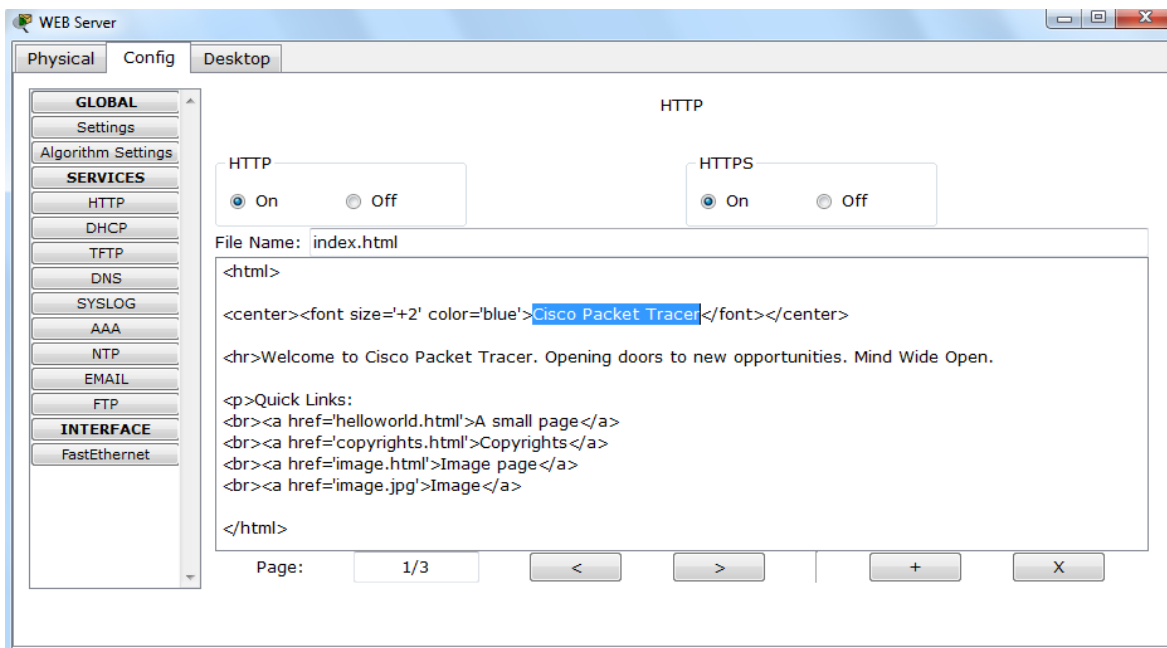 WEB Server
X
Physical Config Desktop
GLOBAL
Settings
Algorithm Settings
SERVICES
HTTP
DHCP
TFTP
DNS
SYSLOG
AAA
NTP
EMAIL
FTP
INTERFACE
FastEthernet
HTTP
HTTP HTTPS
On Off On Off
File Name: index.html
<html>
<center><font size='+2' color='blue'>Cisco Packet Tracer</font></center>
<hr>Welcome to Cisco Packet Tracer. Opening doors to new opportunities. Mind Wide Open.
<p>Quick Links:
<br><a href='helloworld.html'>A small page</a>
<br><a href='copyrights.html'>Copyrights</a>
<br><a href='image.html'>Image page</a>
<br><a href='image.jpg'>Image</a>
</html>
Page: 1/3 < > + X